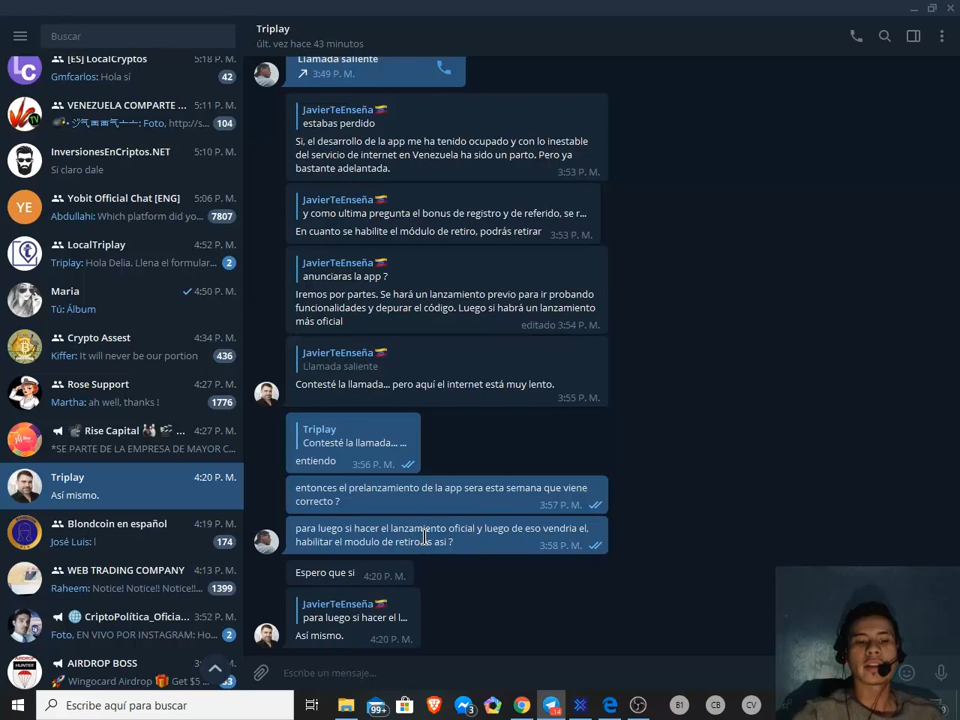 Buscar
[ES] LocalCryptos
5:18 P. M.
Gmfcarlos: Hola sí
42
VENEZUELA COMPARTE ...
5:11 P. M.
Foto, http://s...
104
InversionesEnCriptos.NET
5:10 P. M.
Si claro dale
Yobit Official Chat [ENG]
5:06 P. M.
Abdullahi: Which platform did yo...
7807
LocalTriplay
4:52 P. M.
Triplay: Hola Delia. Llena el formular...
2
Maria
4:50 P. M.
Tú: Álbum
Crypto Assest
4:34 P. M.
Kiffer: It will never be our portion
436
Rose Support
4:27 P. M.
Martha: ah well, thanks !
1776
Rise Capital
...
4:27 P. M.
*SE PARTE DE LA EMPRESA DE MAYOR C...
Triplay
4:20 P. M.
Así mismo.
Blondcoin en español
4:19 P. M.
José Luis: !
174
WEB TRADING COMPANY
4:13 P. M.
Raheem: Notice! Notice!! Notice!...
1399
CriptoPolítica_Oficia...
3:52 P. M.
Foto, EN VIVO POR INSTAGRAM: Ho...
2
AIRDROP BOSS
Wingocard Airdrop
Get $5 ...
Triplay
últ. vez hace 43 minutos
Llamada saliente
3:49 P. M.
JavierTeEnseña
estabas perdido
Si, el desarrollo de la app me ha tenido ocupado y con lo inestable
del servicio de internet en Venezuela ha sido un parto. Pero ya
bastante adelantada.
3:53 P. M.
JavierTeEnseña
y como ultima pregunta el bonus de registro y de referido, se r...
En cuanto se habilite el módulo de retiro, podrás retirar
3:53 P. M.
JavierTeEnseña
anunciaras la app ?
Iremos por partes. Se hará un lanzamiento previo para ir probando
funcionalidades y depurar el código. Luego si habrá un lanzamiento
más oficial
editado 3:54 P. M.
JavierTeEnseña
Llamada saliente
Contesté la llamada... pero aquí el internet está muy lento.
3:55 P. M.
Triplay
Contesté la llamada... ...
entiendo
3:56 P. M.
entonces el prelanzamiento de la app sera esta semana que viene
correcto ?
3:57 P. M.
para luego si hacer el lanzamiento oficial y luego de eso vendria el,
habilitar el modulo de retiro es asi ?
3:58 P. M.
Espero que si
4:20 P. M.
JavierTeEnseña
para luego si hacer el l...
Así mismo.
4:20 P. M.
Escribe un mensaje...
Escribe aquí para buscar
99+
3
14
B1
CB
CV